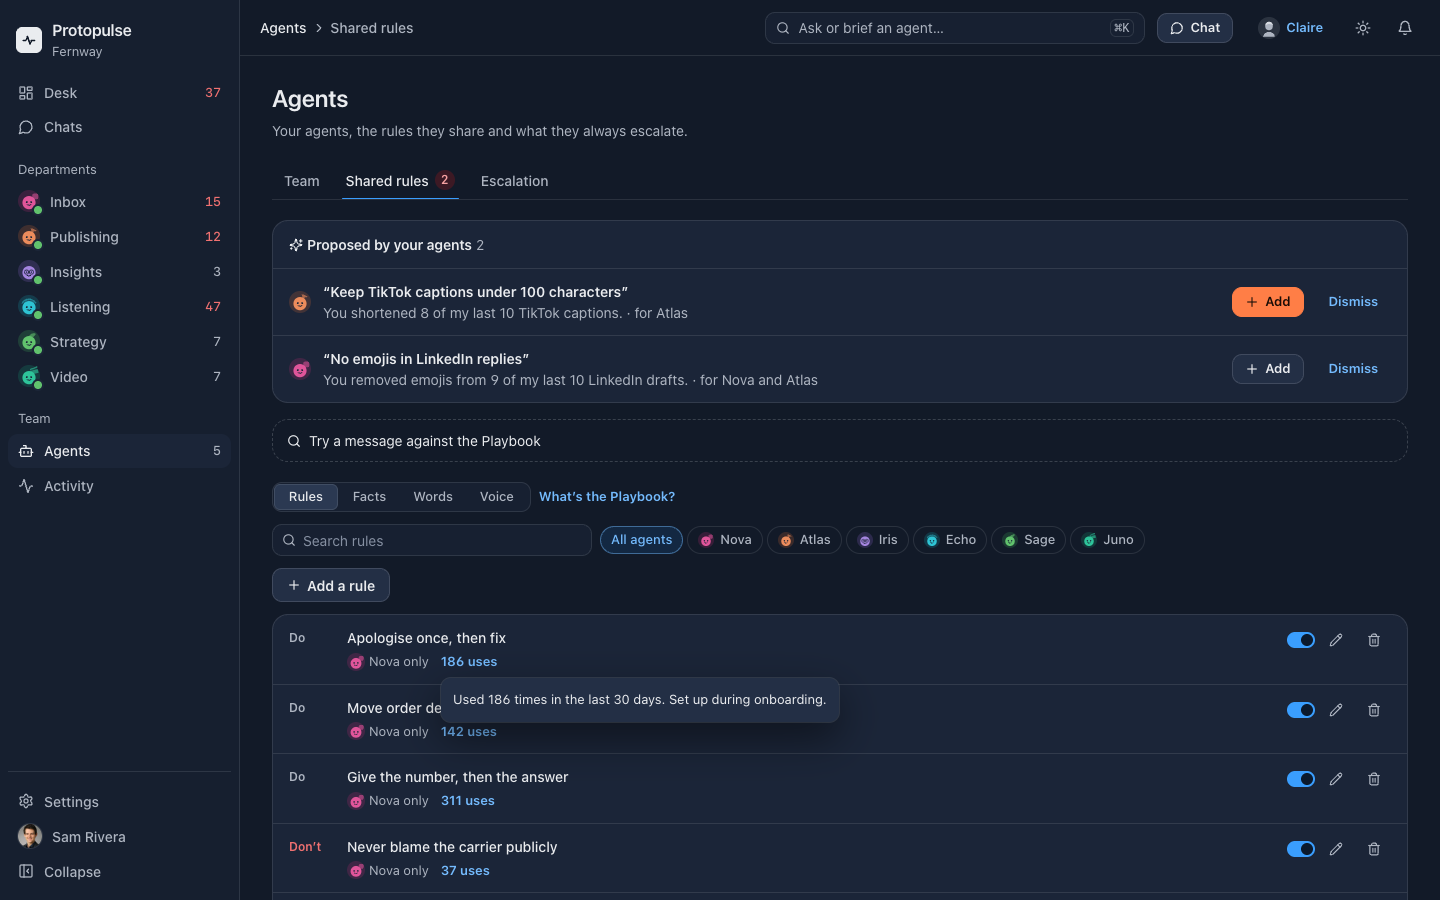 Protopulse
Fernway
Desk 37
Chats
Departments
Inbox 15
Publishing 12
Insights 3
Listening 47
Strategy 7
Video 7
Team
Agents 5
Activity
Settings
Sam Rivera
Collapse
Agents > Shared rules
Ask or brief an agent… ⌘K
Chat
Claire
Agents
Your agents, the rules they share and what they always escalate.
Team Shared rules 2 Escalation
Proposed by your agents 2
“Keep TikTok captions under 100 characters”
You shortened 8 of my last 10 TikTok captions. · for Atlas
+ Add Dismiss
“No emojis in LinkedIn replies”
You removed emojis from 9 of my last 10 LinkedIn drafts. · for Nova and Atlas
+ Add Dismiss
Try a message against the Playbook
Rules Facts Words Voice What’s the Playbook?
Search rules
All agents Nova Atlas Iris Echo Sage Juno
+ Add a rule
Do Apologise once, then fix
Nova only 186 uses
Used 186 times in the last 30 days. Set up during onboarding.
Do Move order de
Nova only 142 uses
Do Give the number, then the answer
Nova only 311 uses
Don’t Never blame the carrier publicly
Nova only 37 uses